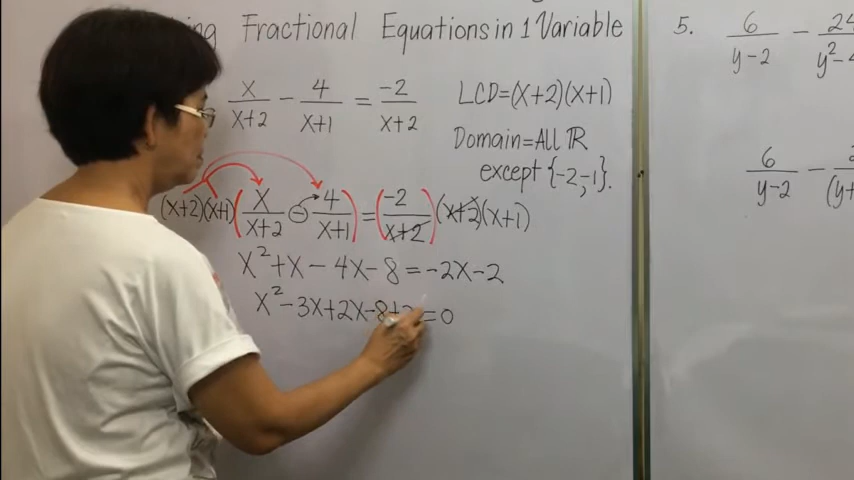 Fractional Equations in 1 Variable
x/(x+2) − 4/(x+1) = −2/(x+2)
LCD=(x+2)(x+1)
Domain=All ℝ
except {-2,-1}.
(x+2)(x+1)(x/(x+2) − 4/(x+1)) = (−2/(x+2))(x+2)(x+1)
x²+x − 4x − 8 = −2x−2
x²−3x+2x−8+ =0
5. 6/(y−2) −
6/(y−2) −